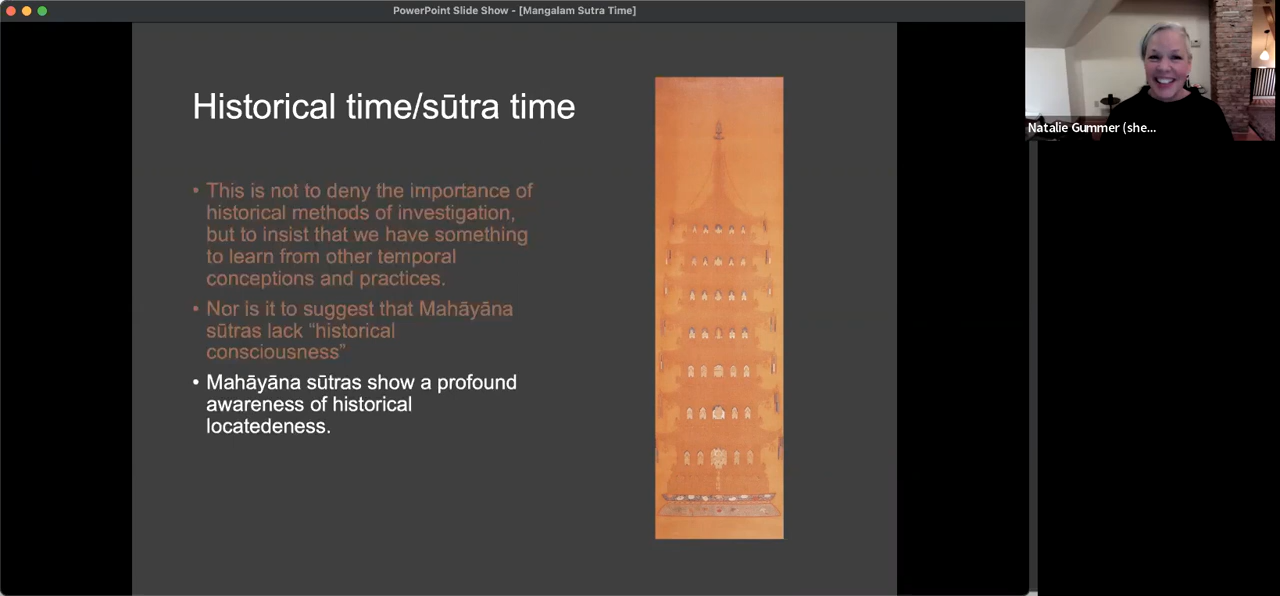 PowerPoint Slide Show - [Mangalam Sutra Time]
Natalie Gummer (she...
Historical time/sūtra time
• This is not to deny the importance of
historical methods of investigation,
but to insist that we have something
to learn from other temporal
conceptions and practices.
• Nor is it to suggest that Mahāyāna
sūtras lack “historical
consciousness”
• Mahāyāna sūtras show a profound
awareness of historical
locatedeness.